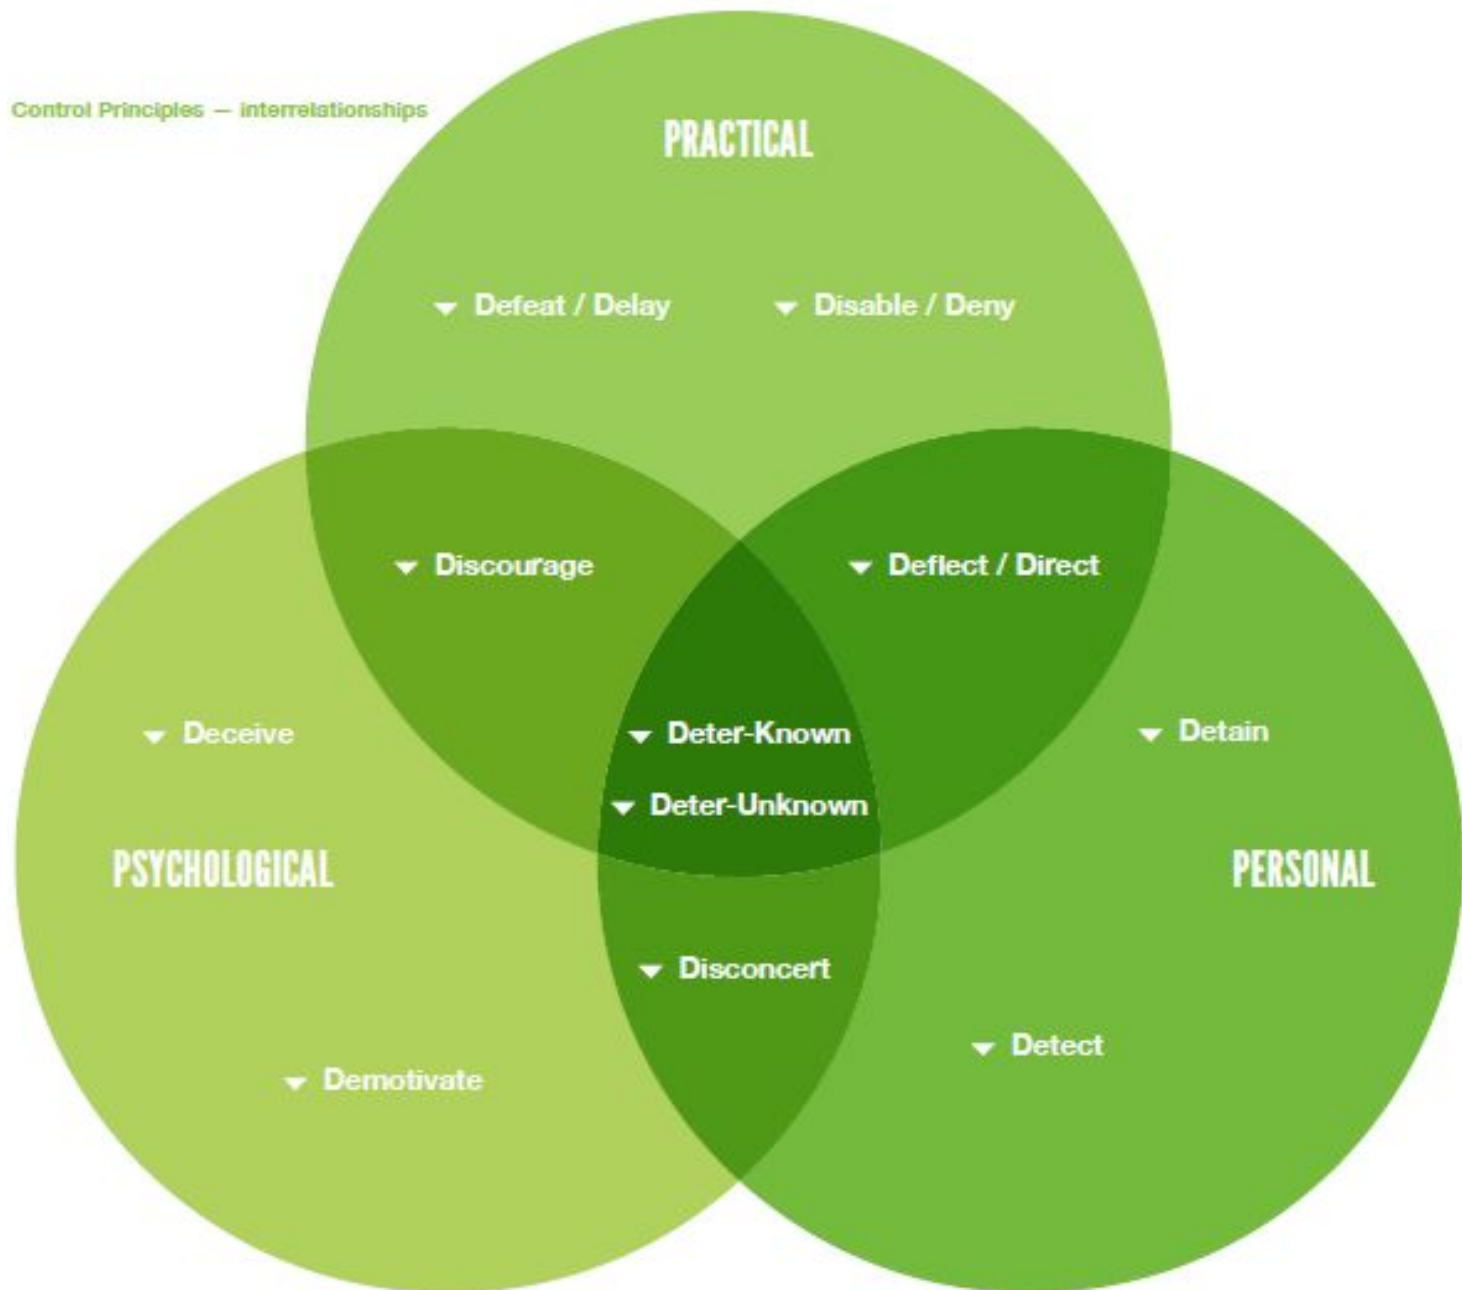 Control Principles — interrelationships
PRACTICAL
Defeat / Delay
Disable / Deny
Discourage
Deflect / Direct
Deceive
Deter-Known
Detain
Deter-Unknown
PSYCHOLOGICAL
PERSONAL
Disconcert
Detect
Demotivate